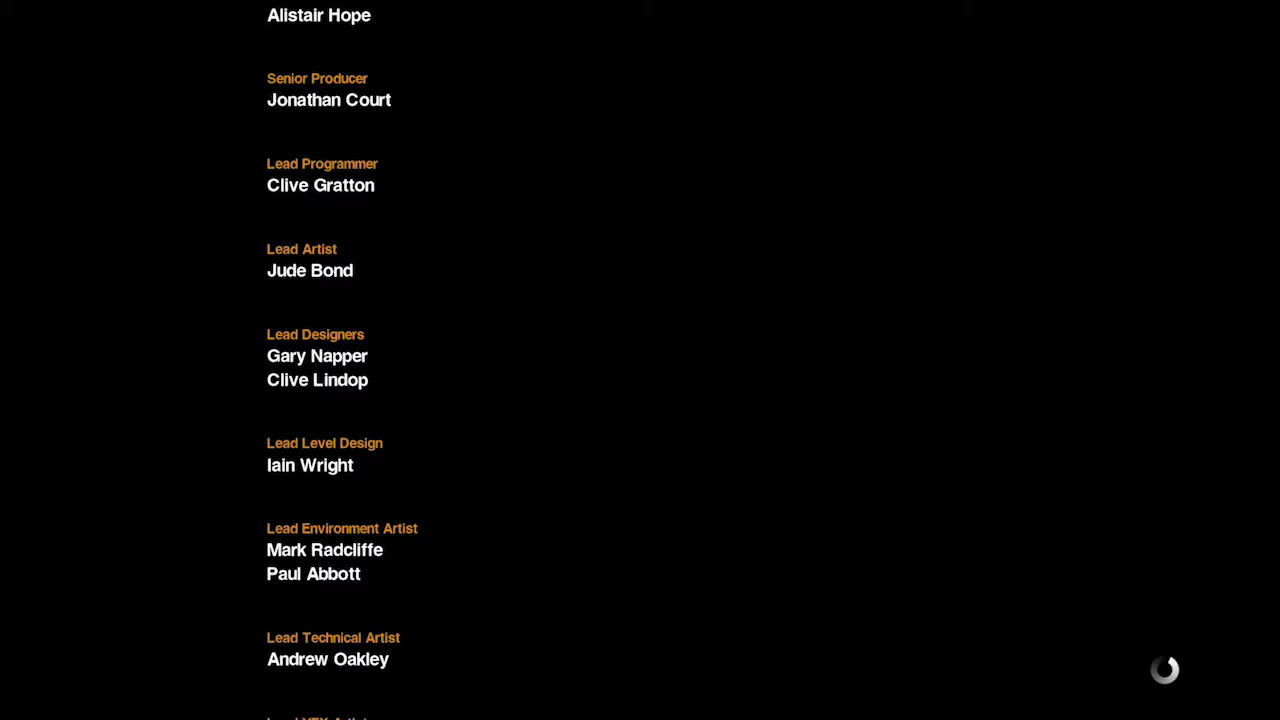 Alistair Hope
Senior Producer
Jonathan Court
Lead Programmer
Clive Gratton
Lead Artist
Jude Bond
Lead Designers
Gary Napper
Clive Lindop
Lead Level Design
Iain Wright
Lead Environment Artist
Mark Radcliffe
Paul Abbott
Lead Technical Artist
Andrew Oakley